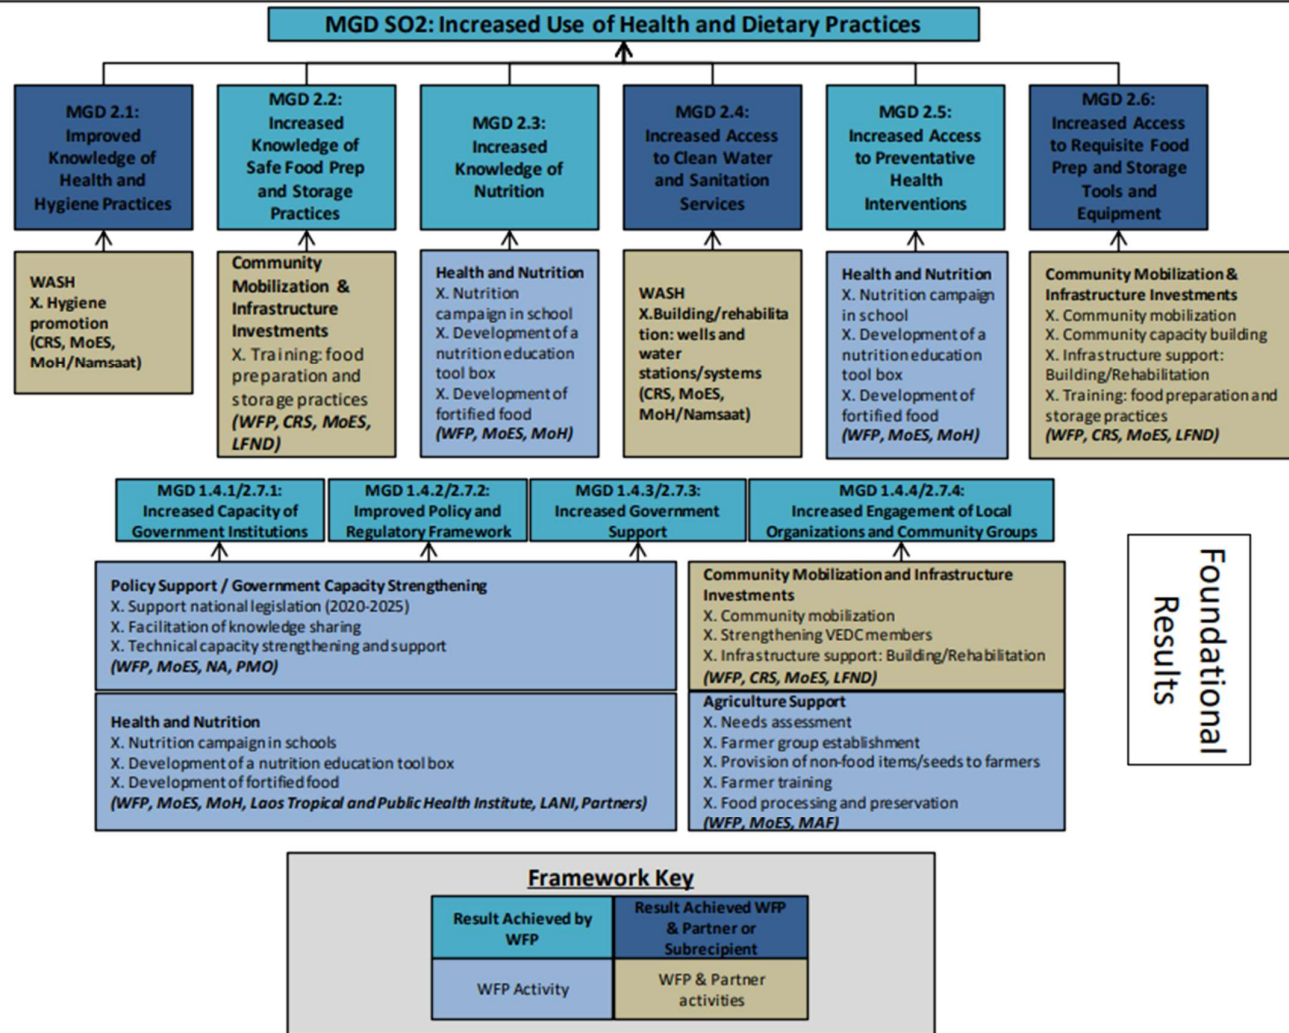 MGD SO2: Increased Use of Health and Dietary Practices
MGD 2.1:
Improved
Knowledge of
Health and
Hygiene Practices
MGD 2.2:
Increased
Knowledge of
Safe Food Prep
and Storage
Practices
MGD 2.3:
Increased
Knowledge of
Nutrition
MGD 2.4:
Increased Access
to Clean Water
and Sanitation
Services
MGD 2.5:
Increased Access
to Preventative
Health
Interventions
MGD 2.6:
Increased Access
to Requisite Food
Prep and Storage
Tools and
Equipment
WASH
X. Hygiene
promotion
(CRS, MoES,
MoH/Namsaat)
Community
Mobilization &
Infrastructure
Investments
X. Training: food
preparation and
storage practices
(WFP, CRS, MoES,
LFND)
Health and Nutrition
X. Nutrition
campaign in school
X. Development of a
nutrition education
tool box
X. Development of
fortified food
(WFP, MoES, MoH)
WASH
X.Building/rehabilita
tion: wells and
water
stations/systems
(CRS, MoES,
MoH/Namsaat)
Health and Nutrition
X. Nutrition campaign
in school
X. Development of a
nutrition education
tool box
X. Development of
fortified food
(WFP, MoES, MoH)
Community Mobilization &
Infrastructure Investments
X. Community mobilization
X. Community capacity building
X. Infrastructure support:
Building/Rehabilitation
X. Training: food preparation and
storage practices
(WFP, CRS, MoES, LFND)
MGD 1.4.1/2.7.1:
Increased Capacity of
Government Institutions
MGD 1.4.2/2.7.2:
Improved Policy and
Regulatory Framework
MGD 1.4.3/2.7.3:
Increased Government
Support
MGD 1.4.4/2.7.4:
Increased Engagement of Local
Organizations and Community Groups
Policy Support / Government Capacity Strengthening
X. Support national legislation (2020-2025)
X. Facilitation of knowledge sharing
X. Technical capacity strengthening and support
(WFP, MoES, NA, PMO)
Health and Nutrition
X. Nutrition campaign in schools
X. Development of a nutrition education tool box
X. Development of fortified food
(WFP, MoES, MoH, Laos Tropical and Public Health Institute, LANI, Partners)
Community Mobilization and Infrastructure
Investments
X. Community mobilization
X. Strengthening VEDC members
X. Infrastructure support: Building/Rehabilitation
(WFP, CRS, MoES, LFND)
Agriculture Support
X. Needs assessment
X. Farmer group establishment
X. Provision of non-food items/seeds to farmers
X. Farmer training
X. Food processing and preservation
(WFP, MoES, MAF)
Foundational
Results
Framework Key
Result Achieved by
WFP
Result Achieved WFP
& Partner or
Subrecipient
WFP Activity
WFP & Partner
activities